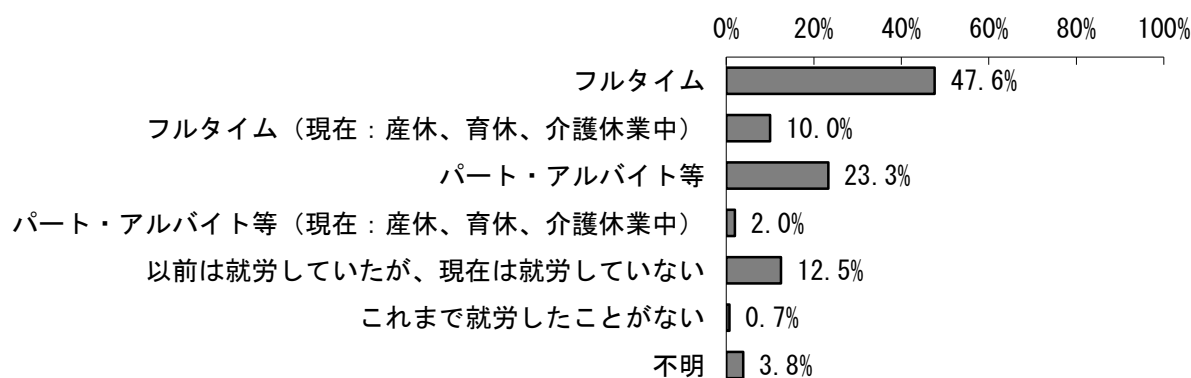 0% 20% 40% 60% 80% 100%
フルタイム 47.6%
フルタイム（現在：産休、育休、介護休業中） 10.0%
パート・アルバイト等 23.3%
パート・アルバイト等（現在：産休、育休、介護休業中） 2.0%
以前は就労していたが、現在は就労していない 12.5%
これまで就労したことがない 0.7%
不明 3.8%